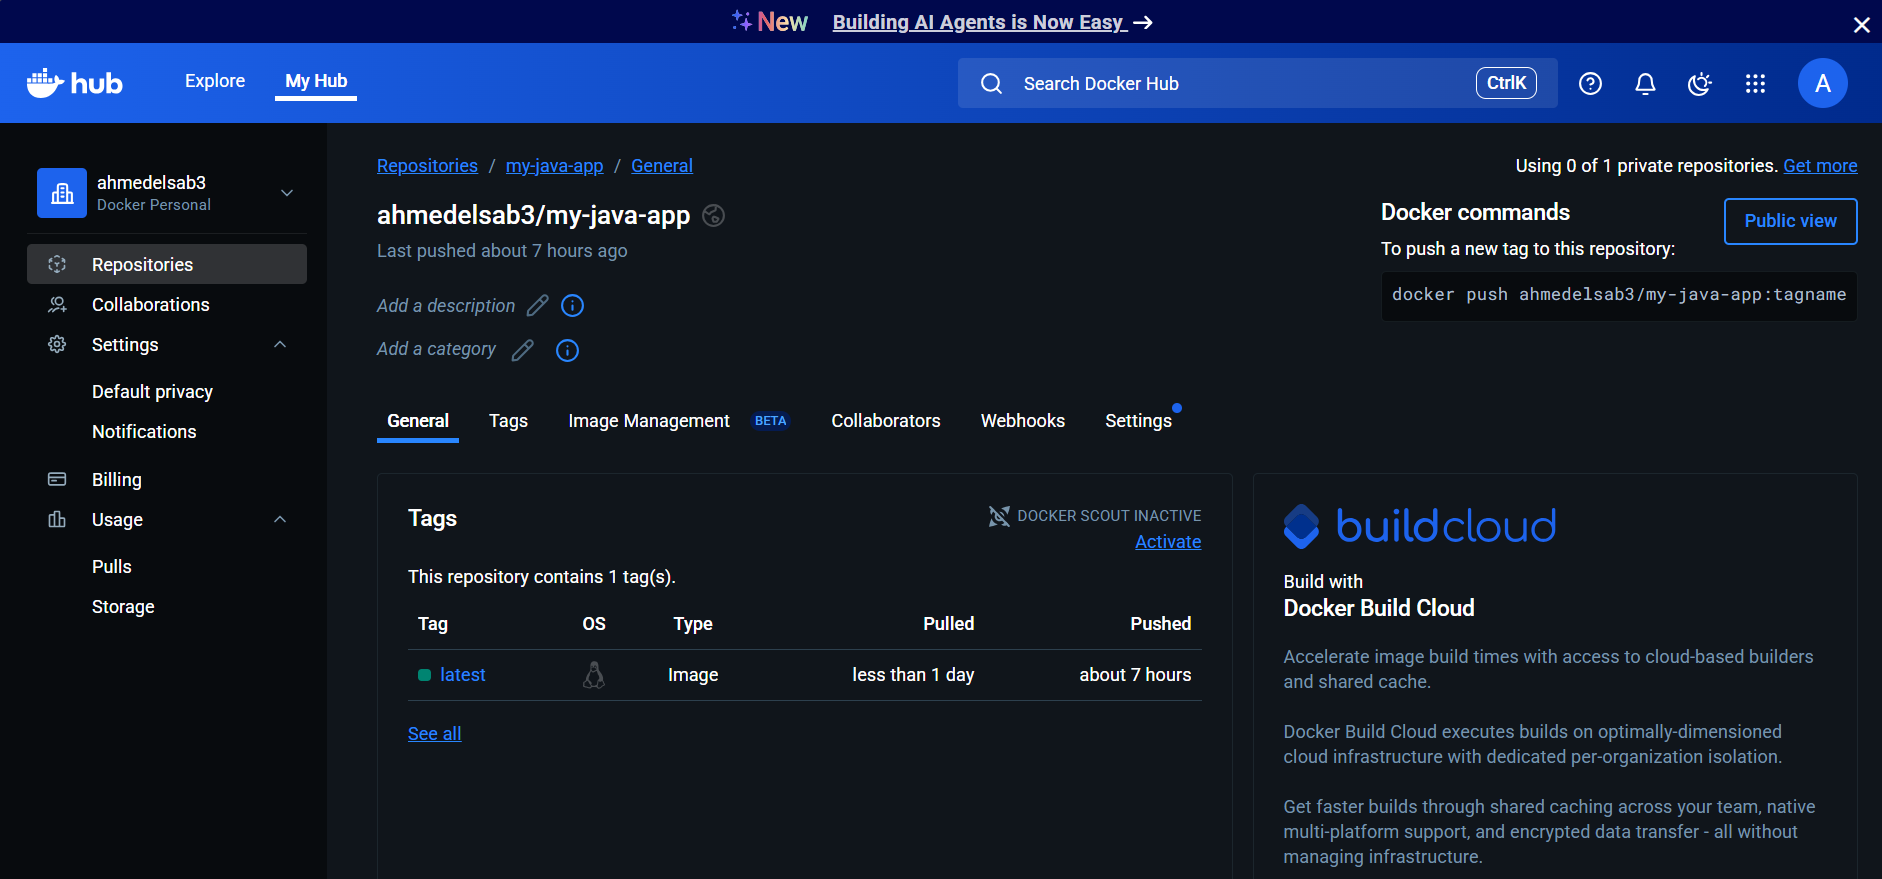 New Building AI Agents is Now Easy →
hub
Explore
My Hub
Search Docker Hub
CtrlK
A
ahmedelsab3
Docker Personal
Repositories
Collaborations
Settings
Default privacy
Notifications
Billing
Usage
Pulls
Storage
Repositories / my-java-app / General
Using 0 of 1 private repositories. Get more
ahmedelsab3/my-java-app
Last pushed about 7 hours ago
Add a description
Add a category
Docker commands
Public view
To push a new tag to this repository:
docker push ahmedelsab3/my-java-app:tagname
General
Tags
Image Management BETA
Collaborators
Webhooks
Settings
Tags
DOCKER SCOUT INACTIVE
Activate
This repository contains 1 tag(s).
Tag OS Type Pulled Pushed
latest Image less than 1 day about 7 hours
See all
buildcloud
Build with
Docker Build Cloud
Accelerate image build times with access to cloud-based builders
and shared cache.
Docker Build Cloud executes builds on optimally-dimensioned
cloud infrastructure with dedicated per-organization isolation.
Get faster builds through shared caching across your team, native
multi-platform support, and encrypted data transfer - all without
managing infrastructure.